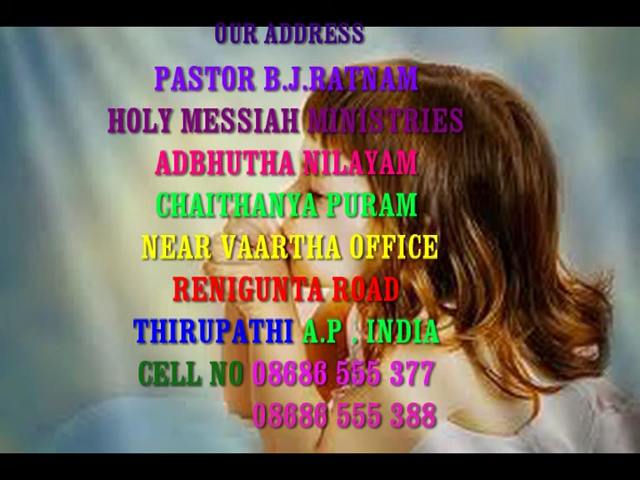 OUR ADDRESS
PASTOR B.J.RATNAM
HOLY MESSIAH MINISTRIES
ADBHUTHA NILAYAM
CHAITHANYA PURAM
NEAR VAARTHA OFFICE
RENIGUNTA ROAD
THIRUPATHI A.P . INDIA
CELL NO 08686 555 377
08686 555 388